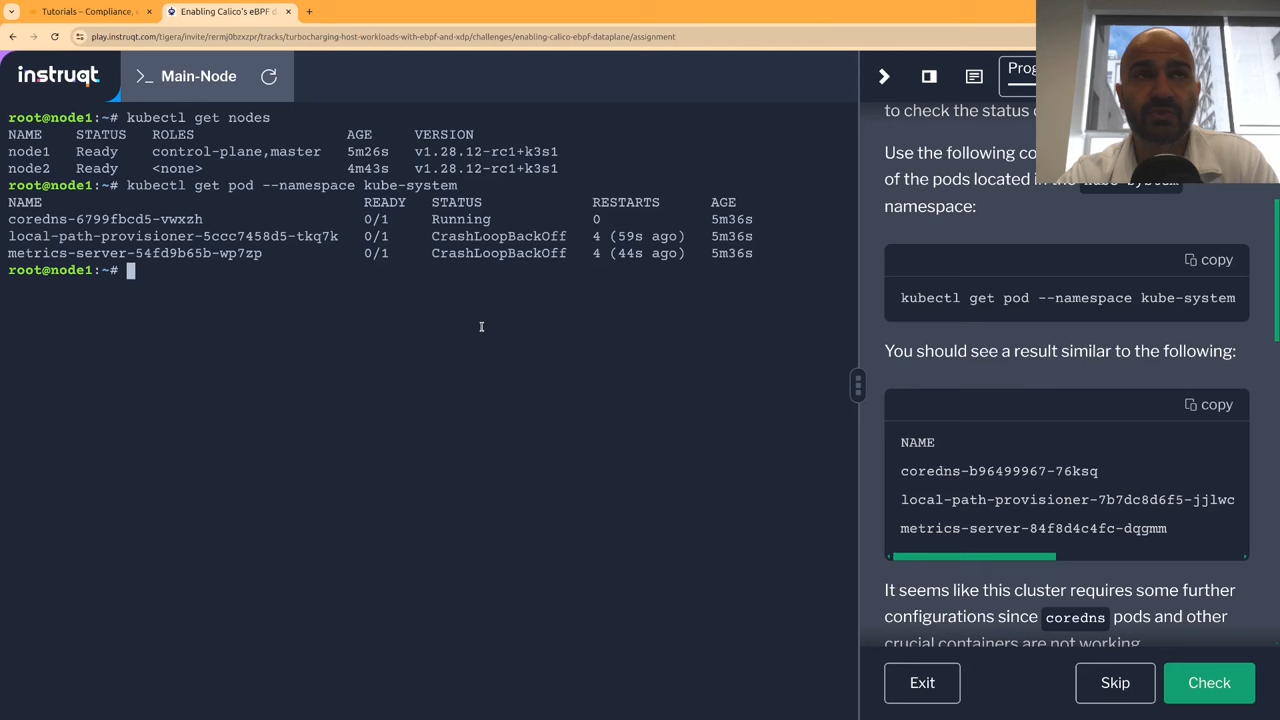 Tutorials – Compliance,
Enabling Calico's eBPF d
play.instruqt.com/tigera/invite/rermj0bzxzpr/tracks/turbocharging-host-workloads-with-ebpf-and-xdp/challenges/enabling-calico-ebpf-dataplane/assignment
instruqt
>_ Main-Node
Prog
root@node1:~# kubectl get nodes
NAME STATUS ROLES AGE VERSION
node1 Ready control-plane,master 5m26s v1.28.12-rc1+k3s1
node2 Ready <none> 4m43s v1.28.12-rc1+k3s1
root@node1:~# kubectl get pod --namespace kube-system
NAME READY STATUS RESTARTS AGE
coredns-6799fbcd5-vwxzh 0/1 Running 0 5m36s
local-path-provisioner-5ccc7458d5-tkq7k 0/1 CrashLoopBackOff 4 (59s ago) 5m36s
metrics-server-54fd9b65b-wp7zp 0/1 CrashLoopBackOff 4 (44s ago) 5m36s
root@node1:~#
to check the status
Use the following co
of the pods located in
namespace:
copy
kubectl get pod --namespace kube-system
You should see a result similar to the following:
copy
NAME
coredns-b96499967-76ksq
local-path-provisioner-7b7dc8d6f5-jjlwc
metrics-server-84f8d4c4fc-dqgmm
It seems like this cluster requires some further
configurations since coredns pods and other
crucial containers are not working
Exit
Skip
Check